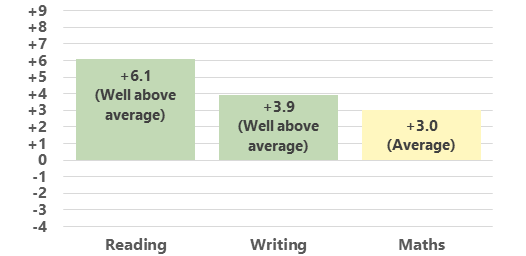 +9
+8
+7
+6
+5
+4
+3
+2
+1
0
-1
-2
-3
-4
+6.1
(Well above
average)
+3.9
(Well above
average)
+3.0
(Average)
Reading
Writing
Maths